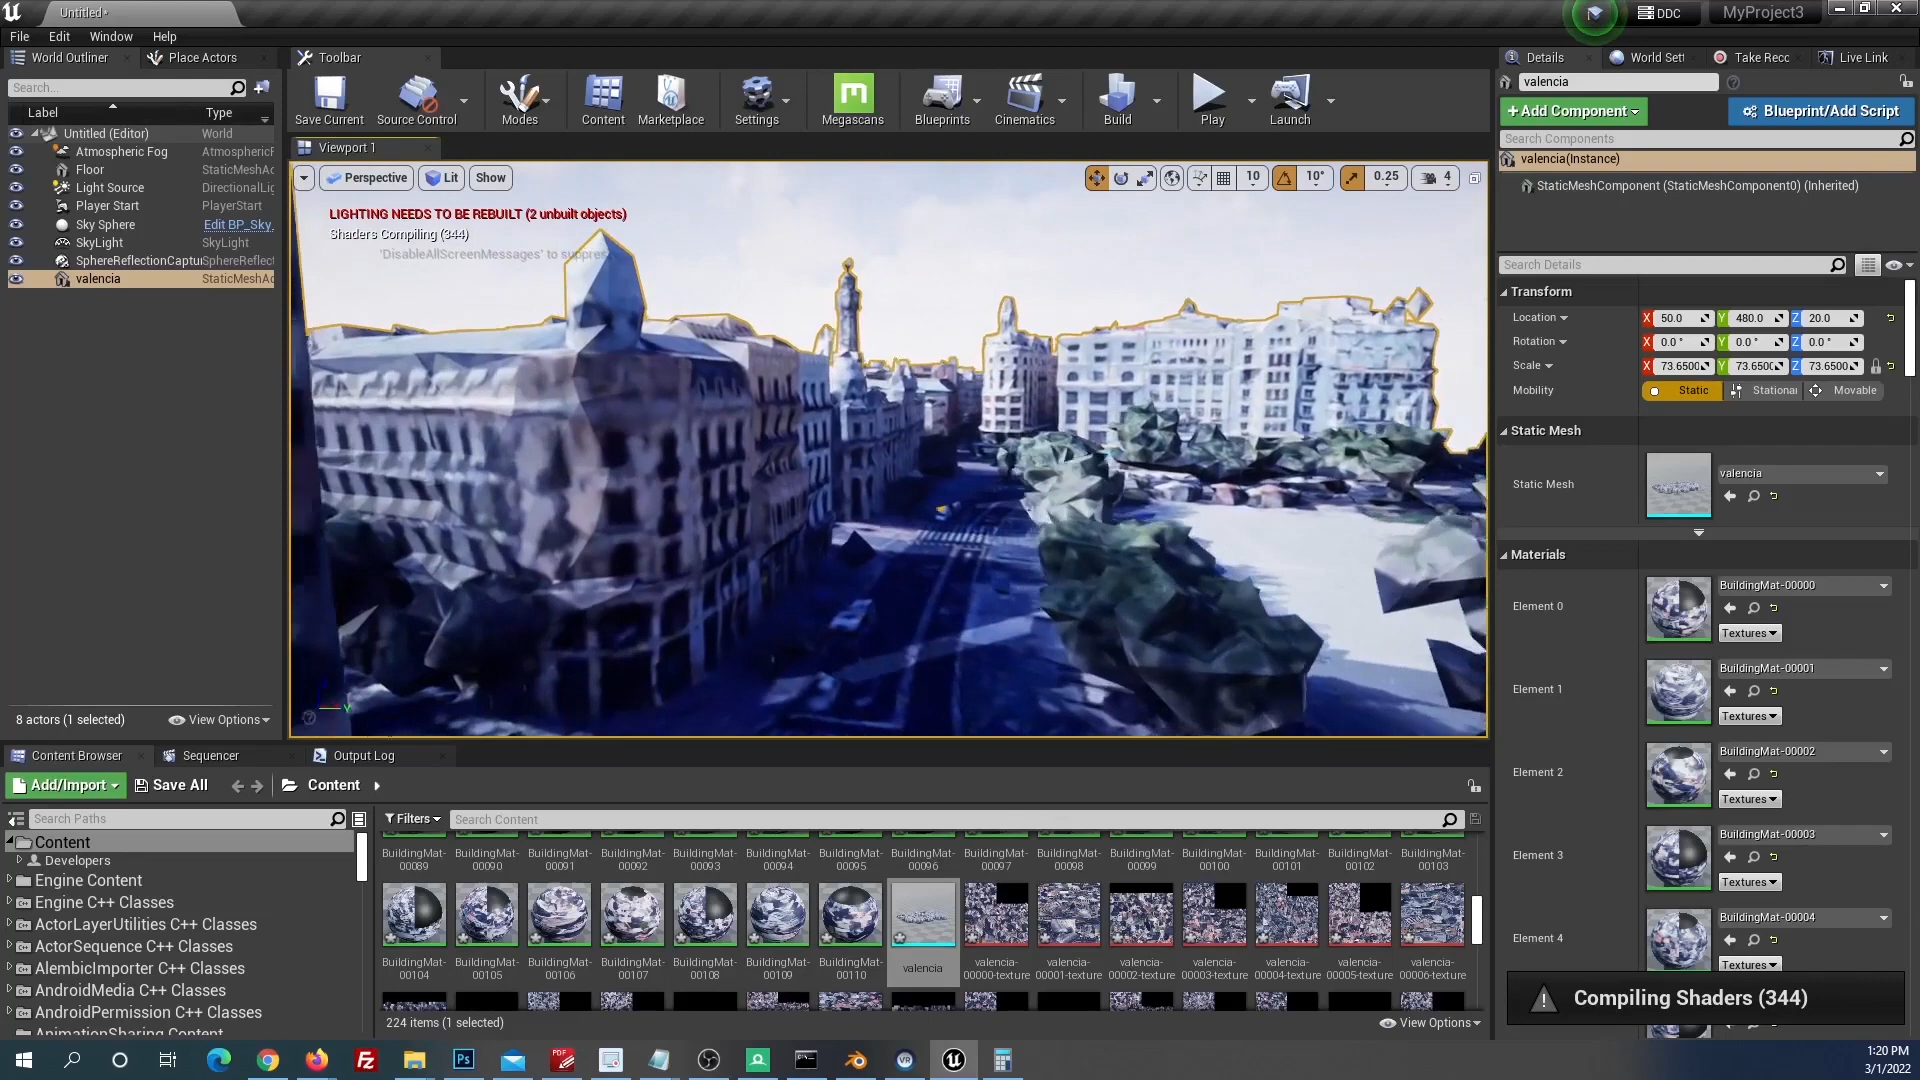 Untitled*
DDC
MyProject3
File Edit Window Help
World Outliner
Place Actors
Toolbar
Details
World Sett
Take Recc
Live Link
Search...
Label
Type
Untitled (Editor) World
Atmospheric Fog AtmosphericF
Floor StaticMeshAc
Light Source DirectionalLig
Player Start PlayerStart
Sky Sphere Edit BP_Sky.
SkyLight SkyLight
SphereReflectionCaptur SphereReflect
valencia StaticMeshAc
8 actors (1 selected)
View Options
Save Current
Source Control
Modes
Content
Marketplace
Settings
Megascans
Blueprints
Cinematics
Build
Play
Launch
Viewport 1
Perspective
Lit
Show
10
10°
0.25
4
LIGHTING NEEDS TO BE REBUILT (2 unbuilt objects)
Shaders Compiling (344)
'DisableAllScreenMessages' to suppres
valencia
+Add Component
Blueprint/Add Script
Search Components
valencia(Instance)
StaticMeshComponent (StaticMeshComponent0) (Inherited)
Search Details
Transform
Location X 50.0 Y 480.0 Z 20.0
Rotation X 0.0 ° Y 0.0 ° Z 0.0 °
Scale X 73.6500 Y 73.6500 Z 73.6500
Mobility Static Stationar Movable
Static Mesh
Static Mesh valencia
Materials
Element 0 BuildingMat-00000
Textures
Element 1 BuildingMat-00001
Textures
Element 2 BuildingMat-00002
Textures
Element 3 BuildingMat-00003
Textures
Element 4 BuildingMat-00004
Textures
Compiling Shaders (344)
Content Browser
Sequencer
Output Log
Add/Import
Save All
Content
Search Paths
Content
Developers
Engine Content
Engine C++ Classes
ActorLayerUtilities C++ Classes
ActorSequence C++ Classes
AlembicImporter C++ Classes
AndroidMedia C++ Classes
AndroidPermission C++ Classes
AnimationSharing Content
Filters
Search Content
BuildingMat- BuildingMat- BuildingMat- BuildingMat- BuildingMat- BuildingMat- BuildingMat- BuildingMat- BuildingMat- BuildingMat- BuildingMat- BuildingMat- BuildingMat- BuildingMat- BuildingMat-
00089 00090 00091 00092 00093 00094 00095 00096 00097 00098 00099 00100 00101 00102 00103
BuildingMat- BuildingMat- BuildingMat- BuildingMat- BuildingMat- BuildingMat- BuildingMat- valencia valencia- valencia- valencia- valencia- valencia- valencia- valencia-
00104 00105 00106 00107 00108 00109 00110 00000-texture 00001-texture 00002-texture 00003-texture 00004-texture 00005-texture 00006-texture
224 items (1 selected)
View Options
1:20 PM
3/1/2022